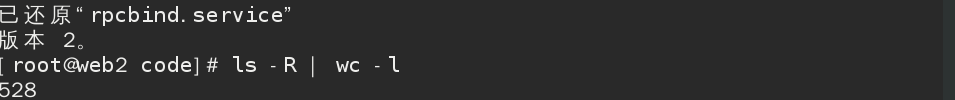 已还原“rpcbind.service”
版本 2。
[root@web2 code]# ls -R | wc -l
528